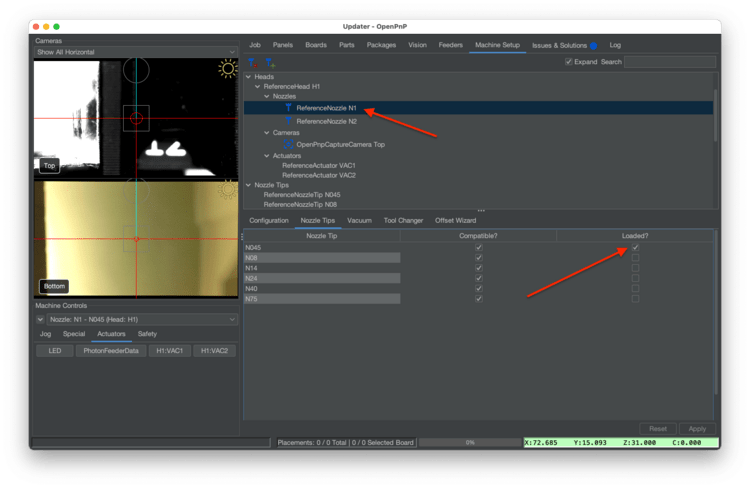 Updater - OpenPnP
Cameras
Show All Horizontal
Top
Bottom
Machine Controls
Nozzle: N1 - N045 (Head: H1)
Jog Special Actuators Safety
LED PhotonFeederData H1:VAC1 H1:VAC2
Job Panels Boards Parts Packages Vision Feeders Machine Setup Issues & Solutions Log
Expand Search
Heads
ReferenceHead H1
Nozzles
ReferenceNozzle N1
ReferenceNozzle N2
Cameras
OpenPnpCaptureCamera Top
Actuators
ReferenceActuator VAC1
ReferenceActuator VAC2
Nozzle Tips
ReferenceNozzleTip N045
ReferenceNozzleTip N08
Configuration Nozzle Tips Vacuum Tool Changer Offset Wizard
Nozzle Tip Compatible? Loaded?
N045
N08
N14
N24
N40
N75
Reset Apply
Placements: 0 / 0 Total | 0 / 0 Selected Board 0% X:72.685 Y:15.093 Z:31.000 C:0.000